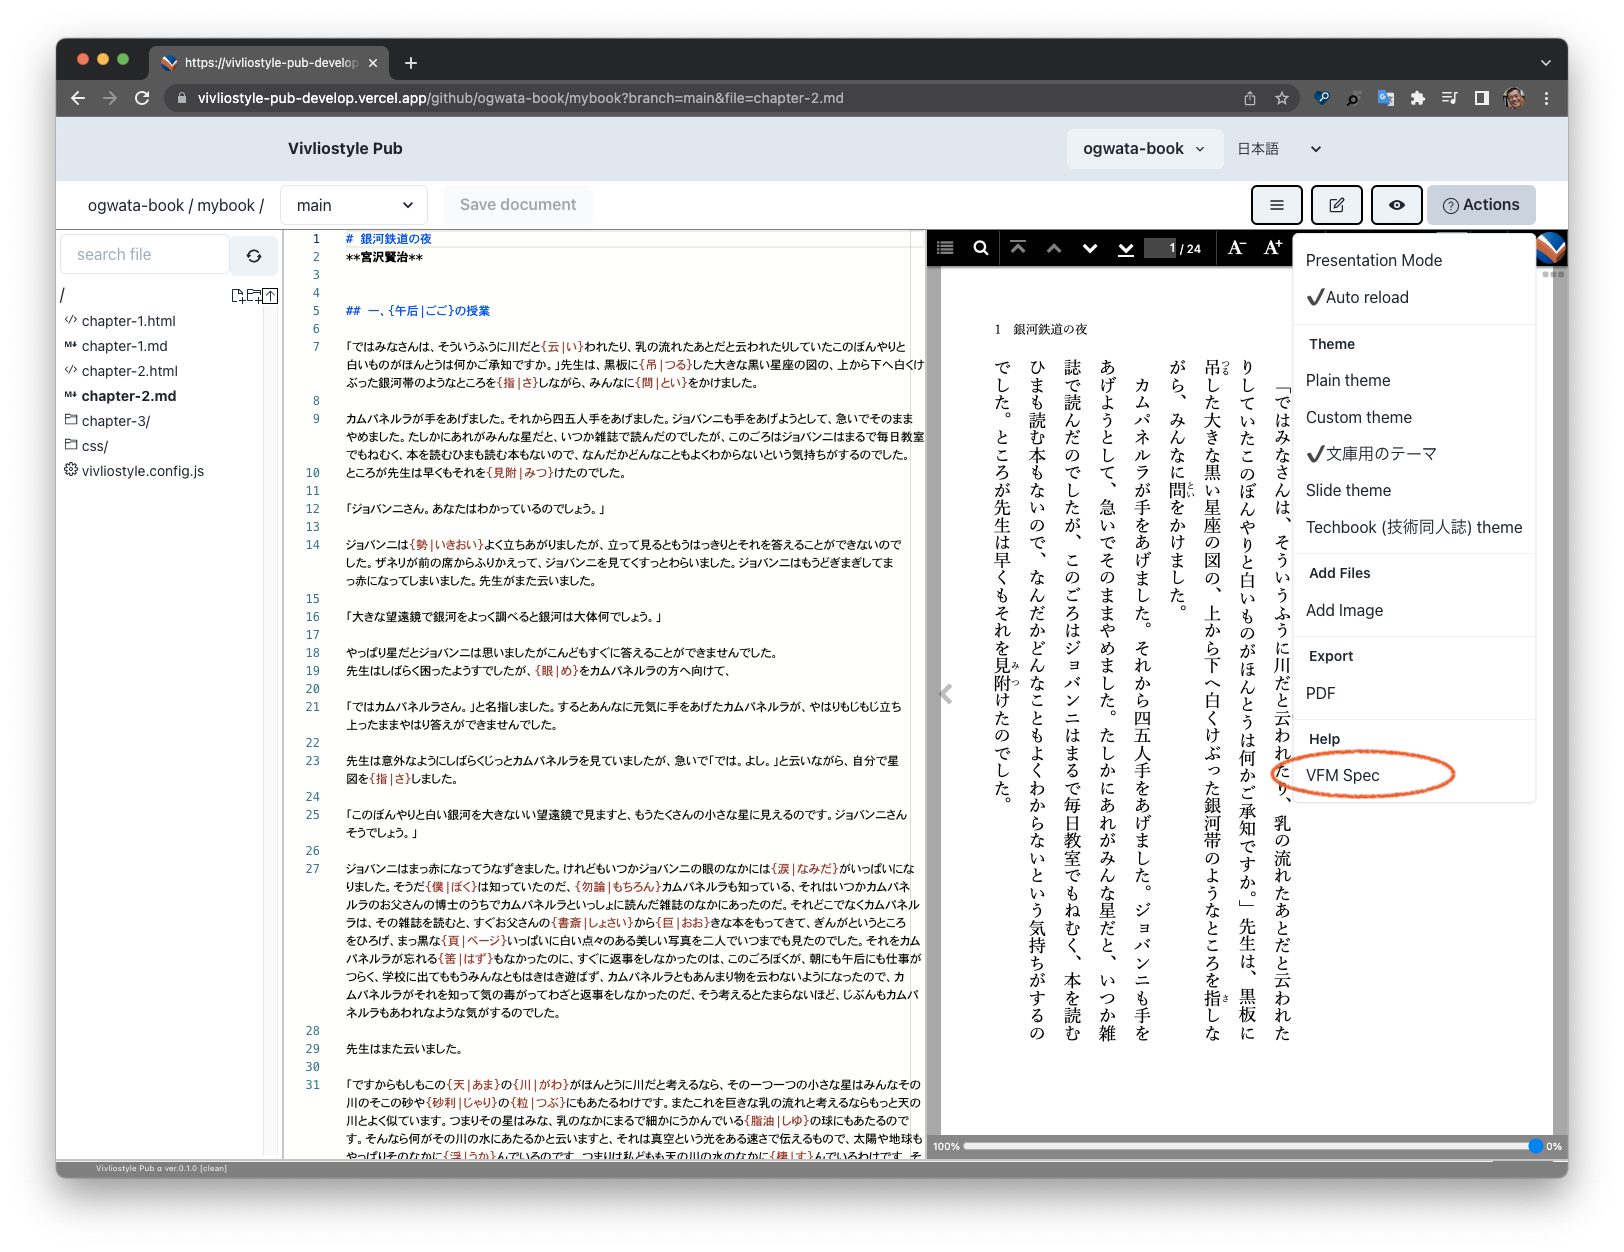 https://vivliostyle-pub-develop
vivliostyle-pub-develop.vercel.app/github/ogwata-book/mybook?branch=main&file=chapter-2.md
Vivliostyle Pub
ogwata-book
日本語
ogwata-book / mybook /
main
Save document
Actions
search file
/
chapter-1.html
chapter-1.md
chapter-2.html
chapter-2.md
chapter-3/
css/
vivliostyle.config.js
1 # 銀河鉄道の夜
2 **宮沢賢治**
3
4
5 ## 一、{午后|ごご}の授業
6
7 「ではみなさんは、そういうふうに川だと{云|い}われたり、乳の流れたあとだと云われたりしていたこのぼんやりと
白いものがほんとうは何かご承知ですか。」先生は、黒板に{吊|つる}した大きな黒い星座の図の、上から下へ白くけ
ぶった銀河帯のようなところを{指|さ}しながら、みんなに{問|とい}をかけました。
8
9 カムパネルラが手をあげました。それから四五人手をあげました。ジョバンニも手をあげようとして、急いでそのまま
やめました。たしかにあれがみんな星だと、いつか雑誌で読んだのでしたが、このごろはジョバンニはまるで毎日教室
でもねむく、本を読むひまも読む本もないので、なんだかどんなこともよくわからないという気持ちがするのでした。
10 ところが先生は早くもそれを{見附|みつ}けたのでした。
11
12 「ジョバンニさん。あなたはわかっているのでしょう。」
13
14 ジョバンニは{勢|いきおい}よく立ちあがりましたが、立って見るともうはっきりとそれを答えることができないので
した。ザネリが前の席からふりかえって、ジョバンニを見てくすっとわらいました。ジョバンニはもうどぎまぎしてま
っ赤になってしまいました。先生がまた云いました。
15
16 「大きな望遠鏡で銀河をよっく調べると銀河は大体何でしょう。」
17
18 やっぱり星だとジョバンニは思いましたがこんどもすぐに答えることができませんでした。
19 先生はしばらく困ったようすでしたが、{眼|め}をカムパネルラの方へ向けて、
20
21 「ではカムパネルラさん。」と名指しました。するとあんなに元気に手をあげたカムパネルラが、やはりもじもじ立ち
上ったままやはり答えができませんでした。
22
23 先生は意外なようにしばらくじっとカムパネルラを見ていましたが、急いで「では。よし。」と云いながら、自分で星
図を{指|さ}しました。
24
25 「このぼんやりと白い銀河を大きないい望遠鏡で見ますと、もうたくさんの小さな星に見えるのです。ジョバンニさん
そうでしょう。」
26
27 ジョバンニはまっ赤になってうなずきました。けれどもいつかジョバンニの眼のなかには{涙|なみだ}がいっぱいにな
りました。そうだ{僕|ぼく}は知っていたのだ、{勿論|もちろん}カムパネルラも知っている、それはいつかカムパネ
ルラのお父さんの博士のうちでカムパネルラといっしょに読んだ雑誌のなかにあったのだ。それどこでなくカムパネル
ラは、その雑誌を読むと、すぐお父さんの{書斎|しょさい}から{巨|おお}きな本をもってきて、ぎんがというところ
をひろげ、まっ黒な{頁|ページ}いっぱいに白い点々のある美しい写真を二人でいつまでも見たのでした。それをカム
パネルラが忘れる{筈|はず}もなかったのに、すぐに返事をしなかったのは、このごろぼくが、朝にも午后にも仕事が
つらく、学校に出てももうみんなともはきはき遊ばず、カムパネルラともあんまり物を云わないようになったので、カ
ムパネルラがそれを知って気の毒がってわざと返事をしなかったのだ、そう考えるとたまらないほど、じぶんもカムパ
ネルラもあわれなような気がするのでした。
28
29 先生はまた云いました。
30
31 「ですからもしもこの{天|あま}の{川|がわ}がほんとうに川だと考えるなら、その一つ一つの小さな星はみんなその
川のそこの砂や{砂利|じゃり}の{粒|つぶ}にもあたるわけです。またこれを巨きな乳の流れと考えるならもっと天の
川とよく似ています。つまりその星はみな、乳のなかにまるで細かにうかんでいる{脂油|しゆ}の球にもあたるので
す。そんなら何がその川の水にあたるかと云いますと、それは真空という光をある速さで伝えるもので、太陽や地球も
やっぱりそのなかに{浮|うか}んでいるのです。つまりは私どもも天の川の水のなかに{棲|す}んでいるわけです。そ
1 / 24
A-
A+
1 銀河鉄道の夜
「ではみなさんは、そういうふうに川だと云われたり、乳の流れたあとだと云われた
りしていたこのぼんやりと白いものがほんとうは何かご承知ですか。」先生は、黒板に
吊つるした大きな黒い星座の図の、上から下へ白くけぶった銀河帯のようなところを指さしな
がら、みんなに問といをかけました。
カムパネルラが手をあげました。それから四五人手をあげました。ジョバンニも手を
あげようとして、急いでそのままやめました。たしかにあれがみんな星だと、いつか雑
誌で読んだのでしたが、このごろはジョバンニはまるで毎日教室でもねむく、本を読む
ひまも読む本もないので、なんだかどんなこともよくわからないという気持ちがするの
でした。ところが先生は早くもそれを見附みつけたのでした。
Presentation Mode
✔Auto reload
Theme
Plain theme
Custom theme
✔文庫用のテーマ
Slide theme
Techbook (技術同人誌) theme
Add Files
Add Image
Export
PDF
Help
VFM Spec
100%
0%
Vivliostyle Pub α ver.0.1.0 [clean]